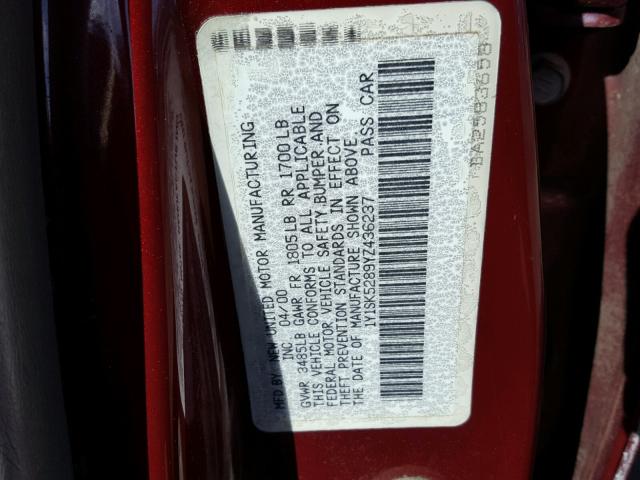 MFD BY NEW UNITED MOTOR MANUFACTURING
INC 04/00
GVWR 3485LB GAWR FR 1805LB RR 1700LB
THIS VEHICLE CONFORMS TO ALL APPLICABLE
FEDERAL MOTOR VEHICLE SAFETY BUMPER AND
THEFT PREVENTION STANDARDS IN EFFECT ON
THE DATE OF MANUFACTURE SHOWN ABOVE.
1Y1SK5289YZ436237 PASS CAR